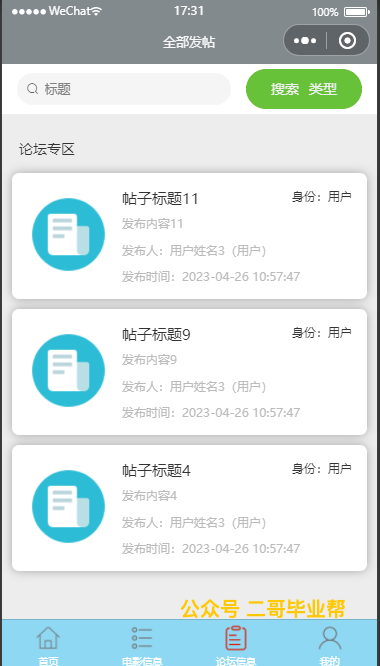 WeChat 17:31 100%
全部发帖
标题 搜索 类型
论坛专区
帖子标题11 身份：用户
发布内容11
发布人：用户姓名3（用户）
发布时间：2023-04-26 10:57:47
帖子标题9 身份：用户
发布内容9
发布人：用户姓名3（用户）
发布时间：2023-04-26 10:57:47
帖子标题4 身份：用户
发布内容4
发布人：用户姓名3（用户）
发布时间：2023-04-26 10:57:47
公众号 二哥毕业帮
首页 电影信息 论坛信息 我的